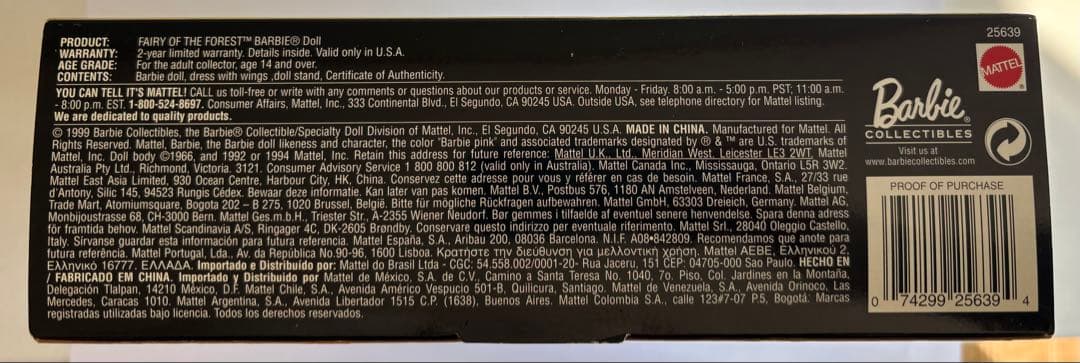 PRODUCT: FAIRY OF THE FOREST™ BARBIE® Doll
WARRANTY: 2-year limited warranty. Details inside. Valid only in U.S.A.
AGE GRADE: For the adult collector, age 14 and over.
CONTENTS: Barbie doll, dress with wings ,doll stand, Certificate of Authenticity.
YOU CAN TELL IT'S MATTEL! CALL us toll-free or write with any comments or questions about our products or service. Monday - Friday. 8:00 a.m. - 5:00 p.m. PST; 11:00 a.m.
- 8:00 p.m. EST. 1-800-524-8697. Consumer Affairs, Mattel, Inc., 333 Continental Blvd., El Segundo, CA 90245 USA. Outside USA, see telephone directory for Mattel listing.
We are dedicated to quality products.
© 1999 Barbie Collectibles, the Barbie® Collectible/Specialty Doll Division of Mattel, Inc., El Segundo, CA 90245 U.S.A. MADE IN CHINA. Manufactured for Mattel. All
Rights Reserved. Mattel, Barbie, the Barbie doll likeness and character, the color "Barbie pink" and associated trademarks designated by ® & ™ are U.S. trademarks of
Mattel, Inc. Doll body ©1966, and 1992 or 1994 Mattel, Inc. Retain this address for future reference: Mattel U.K., Ltd., Meridian West, Leicester LE3 2WT. Mattel
Australia Pty Ltd., Richmond, Victoria. 3121. Consumer Advisory Service 1 800 800 812 (valid only in Australia). Mattel Canada Inc., Mississauga, Ontario L5R 3W2.
Mattel East Asia Limited, 930 Ocean Centre, Harbour City, HK, China. Conservez cette adresse pour vous y référer en cas de besoin. Mattel France, S.A., 27/33 rue
d'Antony, Silic 145, 94523 Rungis Cédex. Bewaar deze informatie. Kan later van pas komen. Mattel B.V., Postbus 576, 1180 AN Amstelveen, Nederland. Mattel Belgium,
Trade Mart, Atomiumsquare, Bogota 202 – B 275, 1020 Brussel, België. Bitte für mögliche Rückfragen aufbewahren. Mattel GmbH, 63303 Dreieich, Germany. Mattel AG,
Monbijoustrasse 68, CH-3000 Bern. Mattel Ges.m.b.H., Triester Str., A-2355 Wiener Neudorf. Bør gemmes i tilfaelde af eventuel senere henvendelse. Spara denna adress
för framtida behov. Mattel Scandinavia A/S, Ringager 4C, DK-2605 Brøndby. Conservare questo indirizzo per eventuale riferimento. Mattel Srl., 28040 Oleggio Castello,
Italy. Sírvanse guardar esta información para futura referencia. Mattel España, S.A., Aribau 200, 08036 Barcelona. N.I.F. A08•842809. Recomendamos que anote para
futura referência. Mattel Portugal, Lda., Av. da República No.90-96, 1600 Lisboa. Κρατήστε την διεύθυνση για μελλοντική χρήση. Mattel AEBE, Ελληνικού 2,
Ελληνικο 16777. ΕΛΛΑΔΑ. Importado e Distribuído por: Mattel do Brasil Ltda - CGC: 54.558.002/0001-20- Rua Jaceru, 151 CEP: 04705-000 Sao Paulo. HECHO EN
/ FABRICADO EM CHINA. Importado y Distribuido por Mattel de México, S.A. de C.V., Camino a Santa Teresa No. 1040, 7o. Piso, Col. Jardines en la Montaña,
Delegación Tlalpan, 14210 México, D.F. Mattel Chile, S.A., Avenida Américo Vespucio 501-B, Quilicura, Santiago. Mattel de Venezuela, S.A., Avenida Orinoco, Las
Mercedes, Caracas 1010. Mattel Argentina, S.A., Avenida Libertador 1515 C.P. (1638), Buenos Aires. Mattel Colombia S.A., calle 123#7-07 P.5, Bogotá. Marcas
registradas utilizadas bajo licencia. Todos los derechos reservados.
25639
MATTEL
Barbie®
COLLECTIBLES
Visit us at
www.barbiecollectibles.com
PROOF OF PURCHASE
0 74299 25639 4